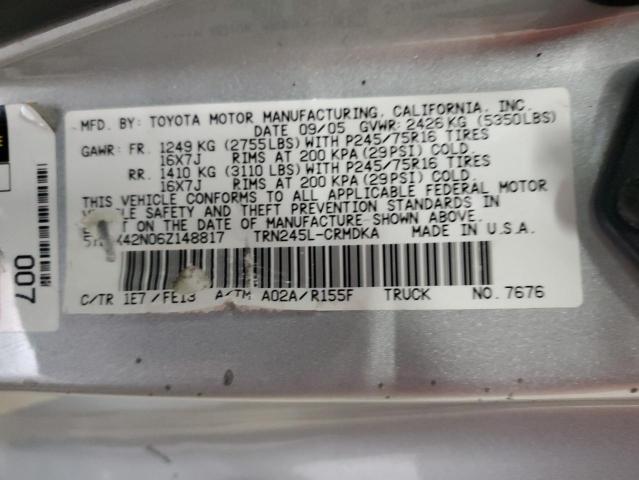 MFD. BY: TOYOTA MOTOR MANUFACTURING, CALIFORNIA, INC.
DATE 09/05 GVWR: 2426 KG (5350LBS)
GAWR: FR. 1249 KG (2755LBS) WITH P245/75R16 TIRES
16X7J RIMS AT 200 KPA (29PSI) COLD.
RR. 1410 KG (3110 LBS) WITH P245/75R16 TIRES
16X7J RIMS AT 200 KPA (29PSI) COLD.
THIS VEHICLE CONFORMS TO ALL APPLICABLE FEDERAL MOTOR
VEHICLE SAFETY AND THEFT PREVENTION STANDARDS IN
ON THE DATE OF MANUFACTURE SHOWN ABOVE.
42N06Z148817 TRN245L-CRMDKA MADE IN U.S.A.
C/TR 1E7 /FE13 A/TM A02A/R155F TRUCK NO. 7676
007